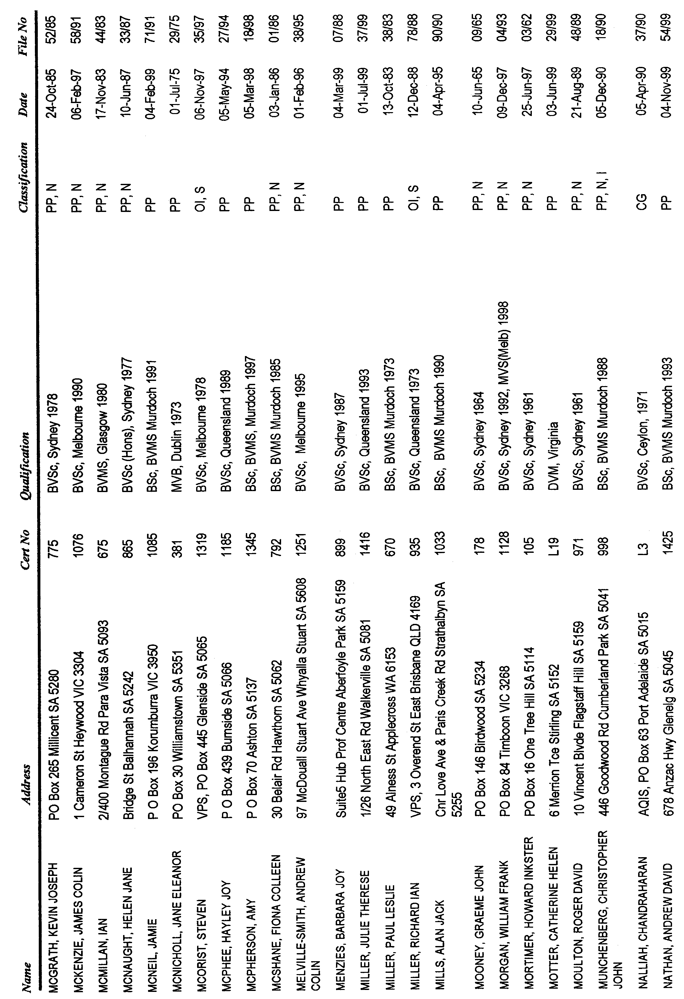 Name Address Cert No Qualification Classification Date File No
MCGRATH, KEVIN JOSEPH PO Box 265 Millicent SA 5280 775 BVSc, Sydney 1978 PP, N 24-Oct-85 52/85
MCKENZIE, JAMES COLIN 1 Cameron St Heywood VIC 3304 1076 BVSc, Melbourne 1990 PP, N 06-Feb-97 58/91
MCMILLAN, IAN 2/400 Montague Rd Para Vista SA 5093 675 BVMS, Glasgow 1980 PP, N 17-Nov-83 44/83
MCNAUGHT, HELEN JANE Bridge St Balhannah SA 5242 865 BVSc (Hons), Sydney 1977 PP, N 10-Jun-87 33/87
MCNEIL, JAMIE P O Box 196 Korumburra VIC 3950 1085 BSc, BVMS Murdoch 1991 PP 04-Feb-99 71/91
MCNICHOLL, JANE ELEANOR PO Box 30 Williamstown SA 5351 381 MVB, Dublin 1973 PP 01-Jul-75 29/75
MCORIST, STEVEN VPS, PO Box 445 Glenside SA 5065 1319 BVSc, Melbourne 1978 OI, S 06-Nov-97 35/97
MCPHEE, HAYLEY JOY P O Box 439 Burnside SA 5066 1185 BVSc, Queensland 1989 PP 05-May-94 27/94
MCPHERSON, AMY P O Box 70 Ashton SA 5137 1345 BSc, BVMS, Murdoch 1997 PP 05-Mar-98 18/98
MCSHANE, FIONA COLLEEN 30 Belair Rd Hawthorn SA 5062 792 BSc, BVMS Murdoch 1985 PP, N 03-Jan-86 01/86
MELVILLE-SMITH, ANDREW 97 McDouall Stuart Ave Whyalla Stuart SA 5608 1251 BVSc, Melbourne 1995 PP, N 01-Feb-96 38/95
COLIN
MENZIES, BARBARA JOY Suite5 Hub Prof Centre Aberfoyle Park SA 5159 899 BVSc, Sydney 1987 PP 04-Mar-99 07/88
MILLER, JULIE THERESE 1/26 North East Rd Walkerville SA 5081 1416 BVSc, Queensland 1993 PP 01-Jul-99 37/99
MILLER, PAUL LESLIE 49 Alness St Applecross WA 6153 670 BSc, BVMS Murdoch 1973 PP 13-Oct-83 38/83
MILLER, RICHARD IAN VPS, 3 Overend St East Brisbane QLD 4169 935 BVSc, Queensland 1973 OI, S 12-Dec-88 78/88
MILLS, ALAN JACK Cnr Love Ave & Paris Creek Rd Strathalbyn SA 1033 BSc, BVMS Murdoch 1990 PP 04-Apr-95 90/90
5255
MOONEY, GRAEME JOHN PO Box 146 Birdwood SA 5234 178 BVSc, Sydney 1964 PP, N 10-Jun-65 09/65
MORGAN, WILLIAM FRANK PO Box 84 Timboon VIC 3268 1128 BVSc, Sydney 1992, MVS(Melb) 1998 PP, N 09-Dec-97 04/93
MORTIMER, HOWARD INKSTER PO Box 16 One Tree Hill SA 5114 105 BVSc, Sydney 1961 PP, N 25-Jun-97 03/62
MOTTER, CATHERINE HELEN 6 Merrion Tce Stirling SA 5152 L19 DVM, Virginia PP 03-Jun-99 29/99
MOULTON, ROGER DAVID 10 Vincent Blvde Flagstaff Hill SA 5159 971 BVSc, Sydney 1961 PP, N 21-Aug-89 48/89
MUNCHENBERG, CHRISTOPHER 446 Goodwood Rd Cumberland Park SA 5041 998 BSc, BVMS Murdoch 1988 PP, N, I 05-Dec-90 18/90
JOHN
NALLIAH, CHANDRAHARAN AQIS, PO Box 63 Port Adelaide SA 5015 L3 BVSc, Ceylon, 1971 CG 05-Apr-90 37/90
NATHAN, ANDREW DAVID 678 Anzac Hwy Glenelg SA 5045 1425 BSc, BVMS Murdoch 1993 PP 04-Nov-99 54/99